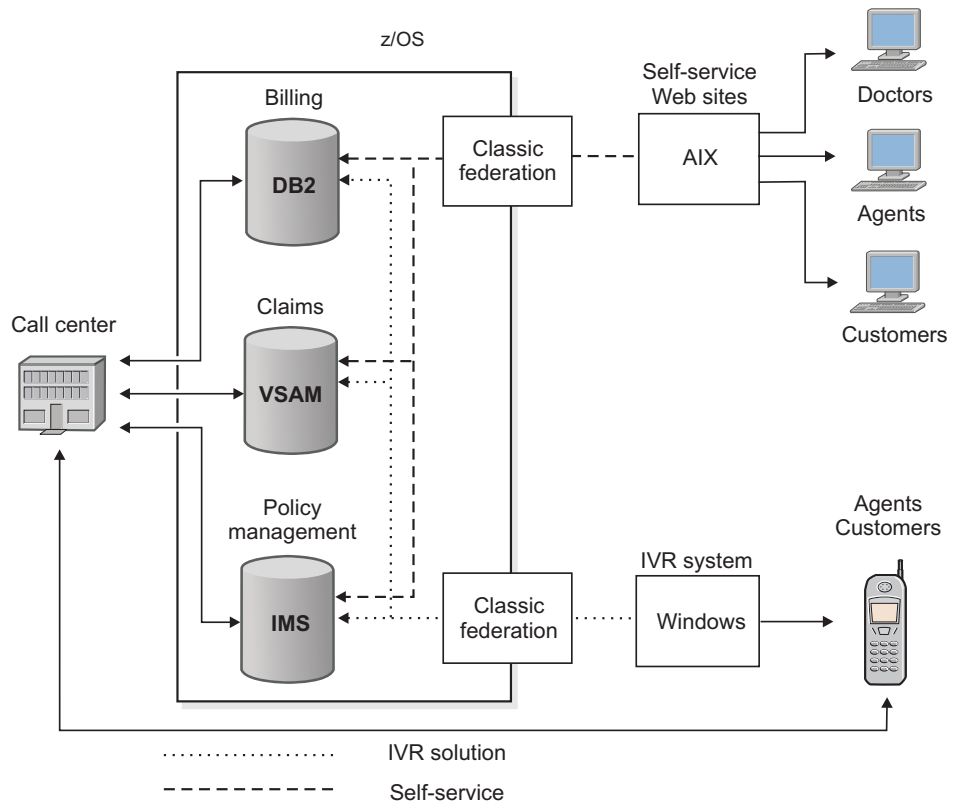 z/OS
Billing
DB2
Classic
federation
Self-service
Web sites
AIX
Doctors
Agents
Customers
Call center
Claims
VSAM
Policy
management
IMS
Classic
federation
IVR system
Windows
Agents
Customers
IVR solution
Self-service